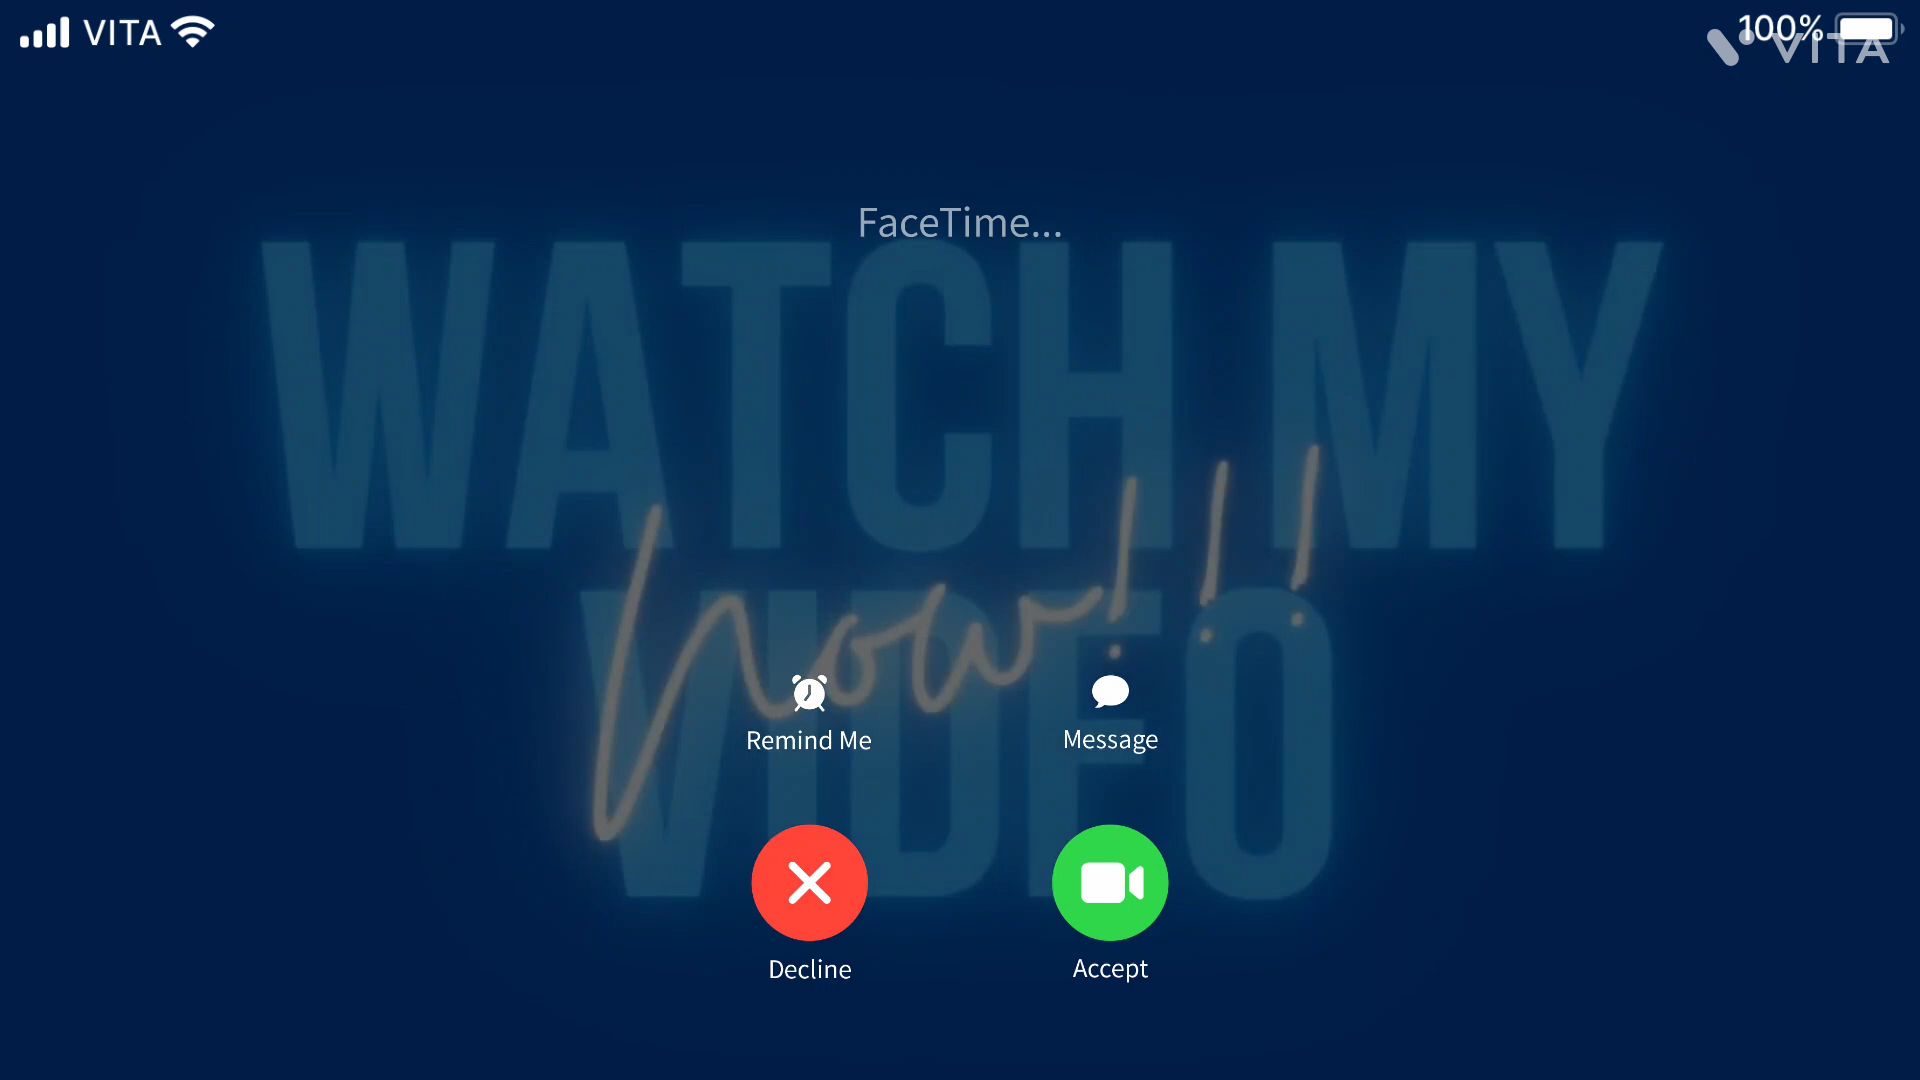 VITA
100%
VITA
FaceTime...
WATCH MY
now!!!
VIDEO
Remind Me
Message
Decline
Accept